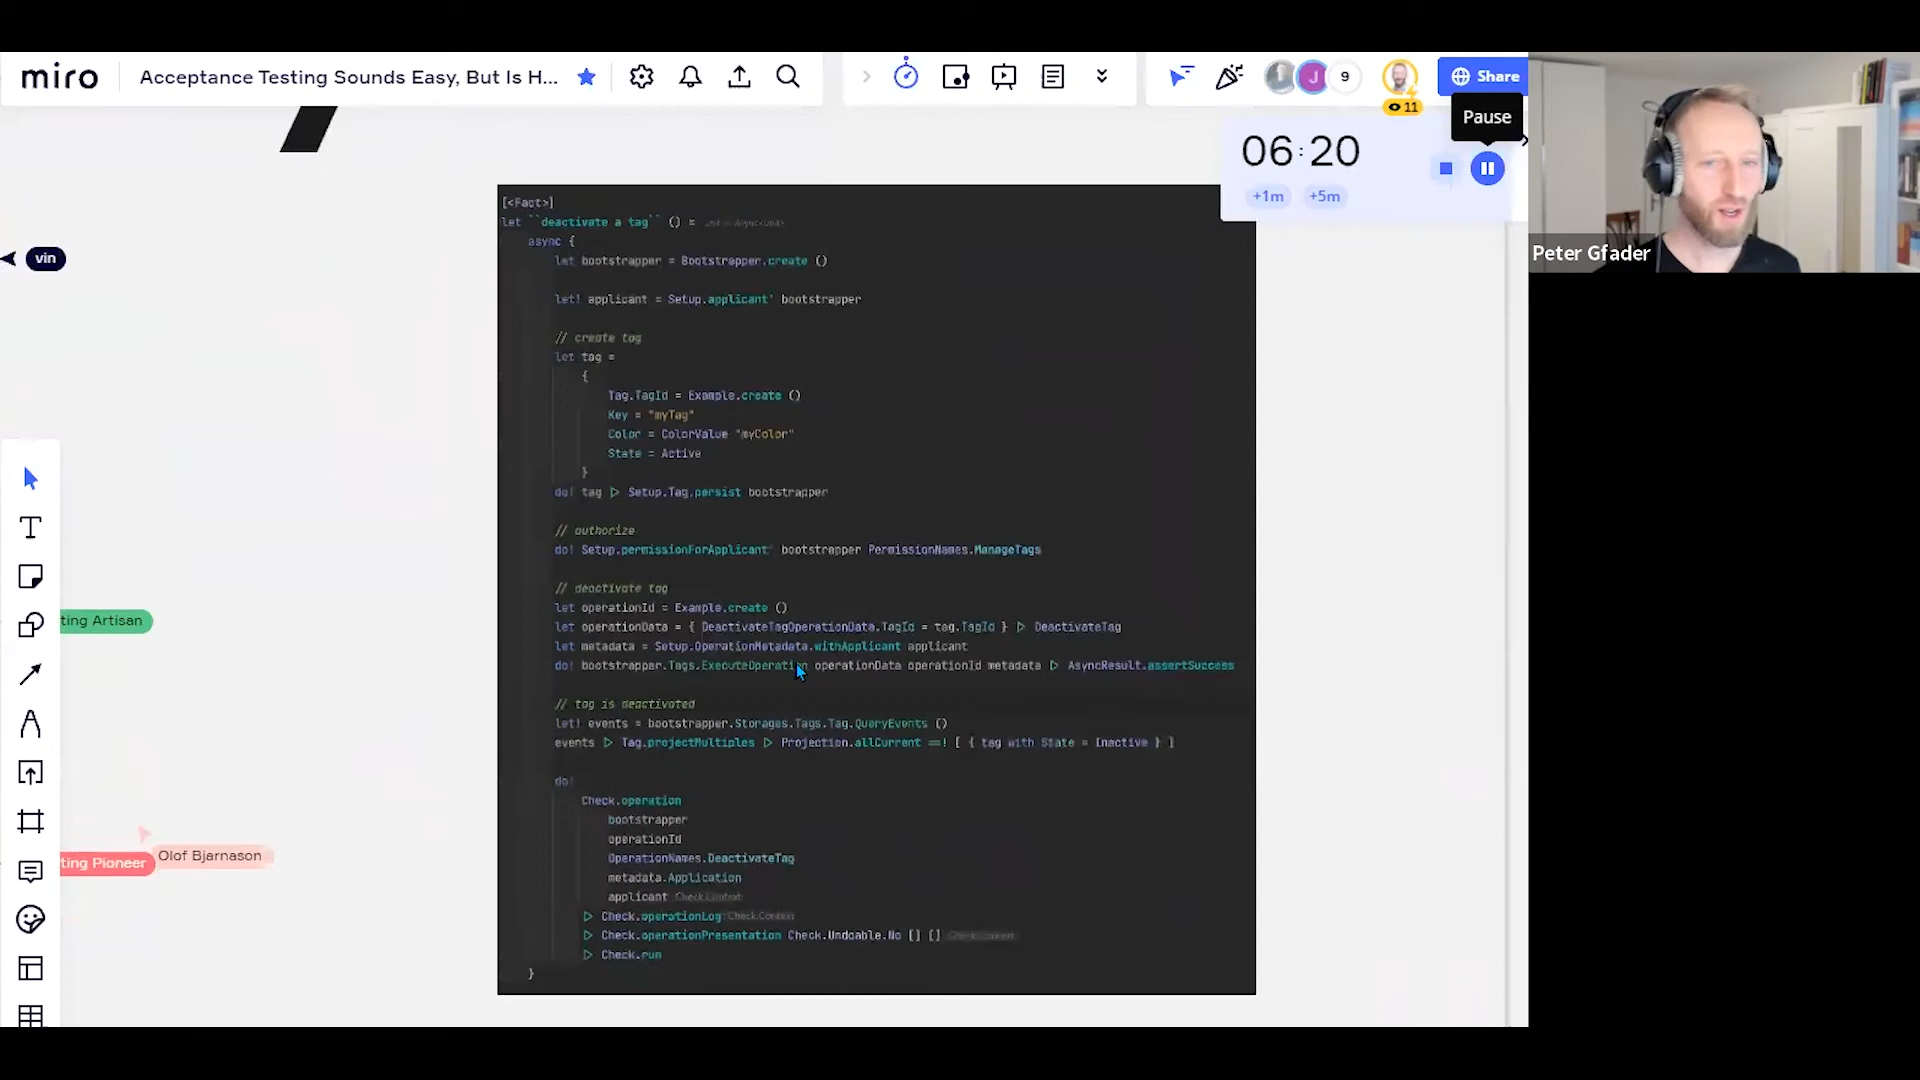 miro
Acceptance Testing Sounds Easy, But Is H...
J
9
Share
11
Pause
06:20
+1m
+5m
Peter Gfader
vin
ting Artisan
ting Pioneer
Olof Bjarnason
[<Fact>]
let ``deactivate a tag`` () =
async {
let bootstrapper = Bootstrapper.create ()
let! applicant = Setup.applicant' bootstrapper
// create tag
let tag =
{
Tag.TagId = Example.create ()
Key = "myTag"
Color = ColorValue "myColor"
State = Active
}
do! tag ▷ Setup.Tag.persist bootstrapper
// authorize
do! Setup.permissionForApplicant' bootstrapper PermissionNames.ManageTags
// deactivate tag
let operationId = Example.create ()
let operationData = { DeactivateTagOperationData.TagId = tag.TagId } ▷ DeactivateTag
let metadata = Setup.OperationMetadata.withApplicant applicant
do! bootstrapper.Tags.ExecuteOperation operationData operationId metadata ▷ AsyncResult.assertSuccess
// tag is deactivated
let! events = bootstrapper.Storages.Tags.Tag.QueryEvents ()
events ▷ Tag.projectMultiples ▷ Projection.allCurrent ==! [ { tag with State = Inactive } ]
do!
Check.operation
bootstrapper
operationId
OperationNames.DeactivateTag
metadata.Application
applicant Check.Context
▷ Check.operationLog Check.Context
▷ Check.operationPresentation Check.Undoable.No [] [] Check.Context
▷ Check.run
}